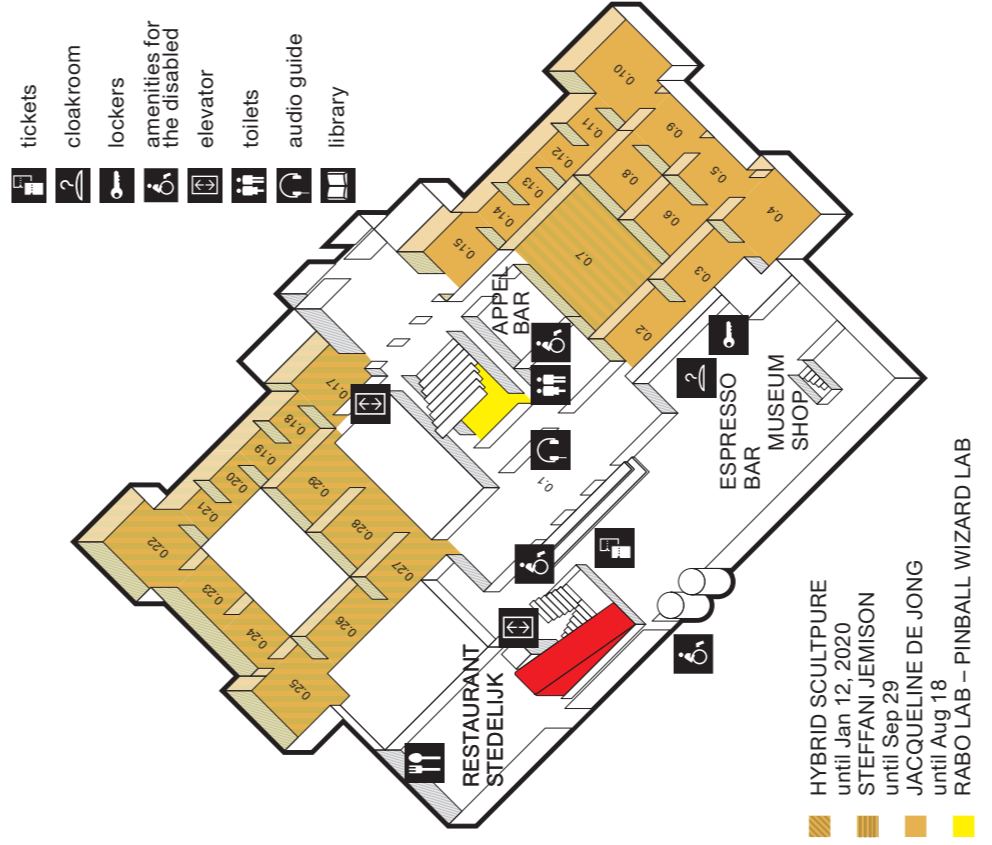 tickets
cloakroom
lockers
amenities for
the disabled
elevator
toilets
audio guide
library
0.10
0.11
0.12
0.13
0.14
0.15
0.9
0.8
0.7
0.6
0.5
0.4
0.3
0.2
APPEL
BAR
0.17
0.18
0.19
0.20
0.21
0.22
0.23
0.24
0.25
0.26
0.27
0.28
0.29
0.1
ESPRESSO
BAR
MUSEUM
SHOP
RESTAURANT
STEDELIJK
HYBRID SCULTPURE
until Jan 12, 2020
STEFFANI JEMISON
until Sep 29
JACQUELINE DE JONG
until Aug 18
RABO LAB – PINBALL WIZARD LAB